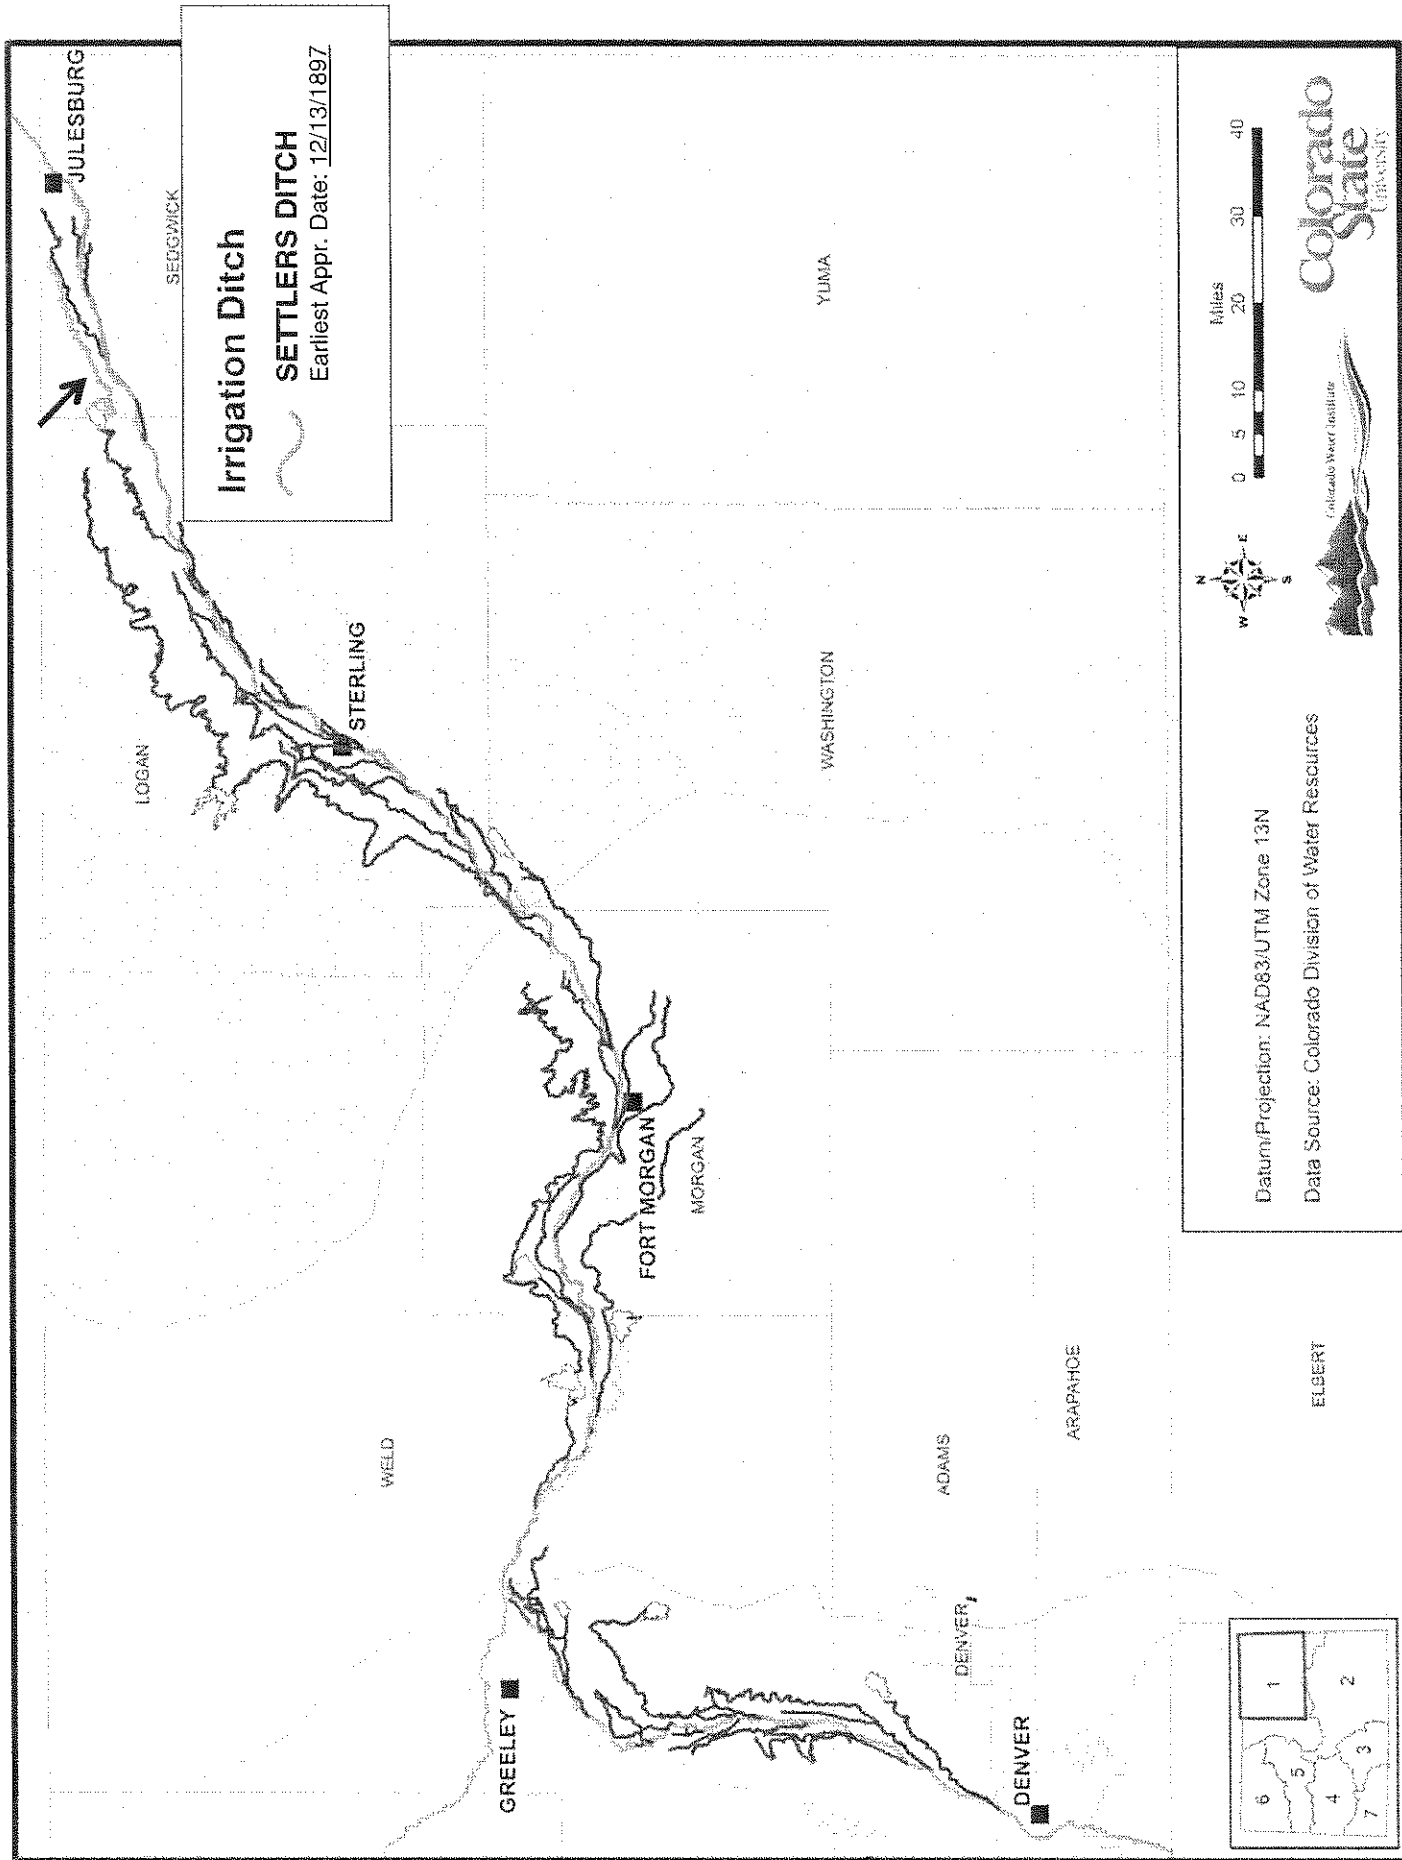 JULESBURG
SEDGWICK
Irrigation Ditch
SETTLERS DITCH
Earliest Appr. Date: 12/13/1897
LOGAN
STERLING
YUMA
WASHINGTON
WELD
FORT MORGAN
MORGAN
GREELEY
ADAMS
ARAPAHOE
DENVER
DENVER
ELBERT
6
5
4
7
3
1
2
Datum/Projection: NAD83/UTM Zone 13N
Data Source: Colorado Division of Water Resources
N
W
E
S
Miles
0 5 10 20 30 40
Colorado Water Institute
Colorado
State
University